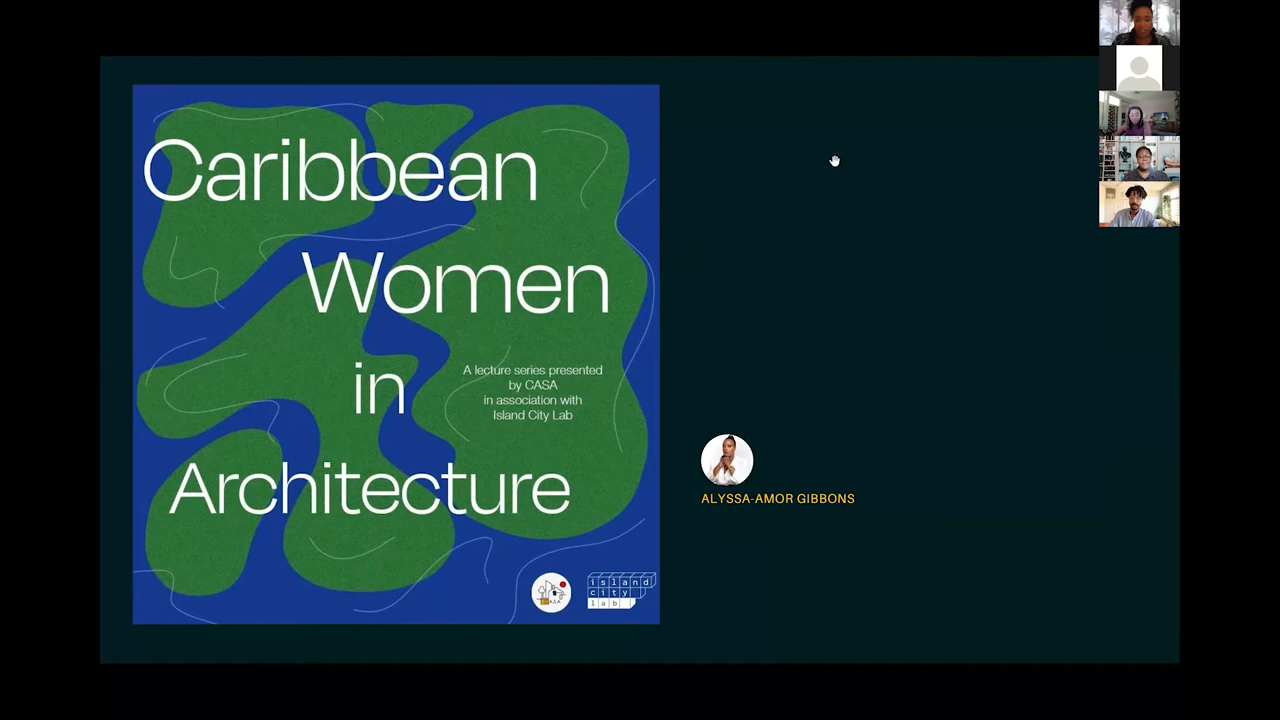 Caribbean
Women
in
Architecture
A lecture series presented
by CASA
in association with
Island City Lab
island
city
lab
ALYSSA-AMOR GIBBONS